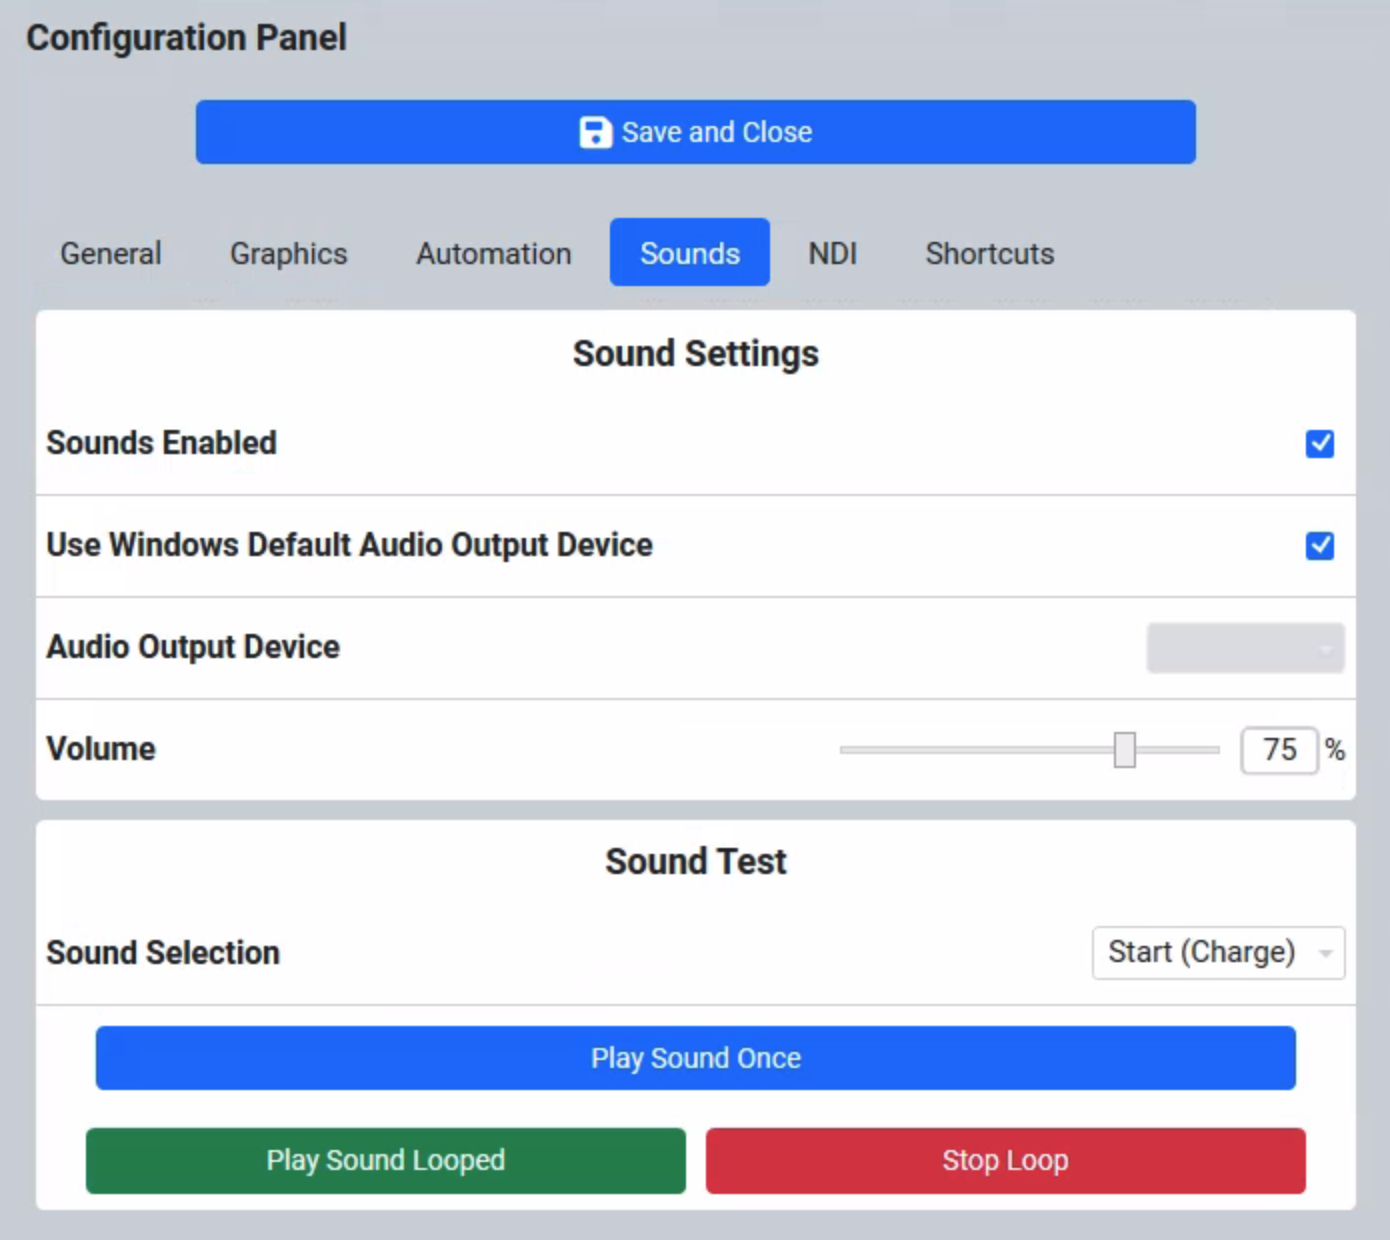 Configuration Panel
Save and Close
General Graphics Automation Sounds NDI Shortcuts
Sound Settings
Sounds Enabled
Use Windows Default Audio Output Device
Audio Output Device
Volume 75 %
Sound Test
Sound Selection Start (Charge)
Play Sound Once
Play Sound Looped Stop Loop